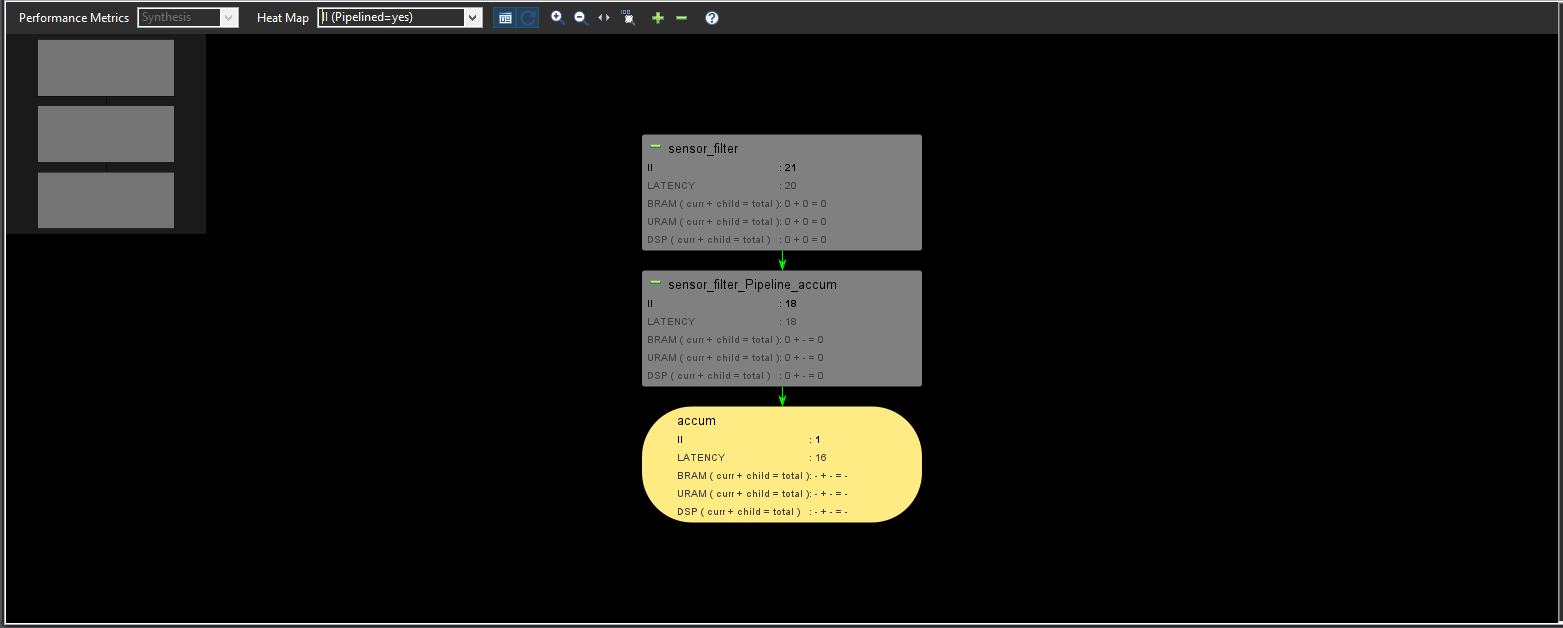 Performance Metrics Synthesis Heat Map II (Pipelined=yes)
sensor_filter
II : 21
LATENCY : 20
BRAM ( curr + child = total ): 0 + 0 = 0
URAM ( curr + child = total ): 0 + 0 = 0
DSP ( curr + child = total ) : 0 + 0 = 0
sensor_filter_Pipeline_accum
II : 18
LATENCY : 18
BRAM ( curr + child = total ): 0 + - = 0
URAM ( curr + child = total ): 0 + - = 0
DSP ( curr + child = total ) : 0 + - = 0
accum
II : 1
LATENCY : 16
BRAM ( curr + child = total ): - + - = -
URAM ( curr + child = total ): - + - = -
DSP ( curr + child = total ) : - + - = -